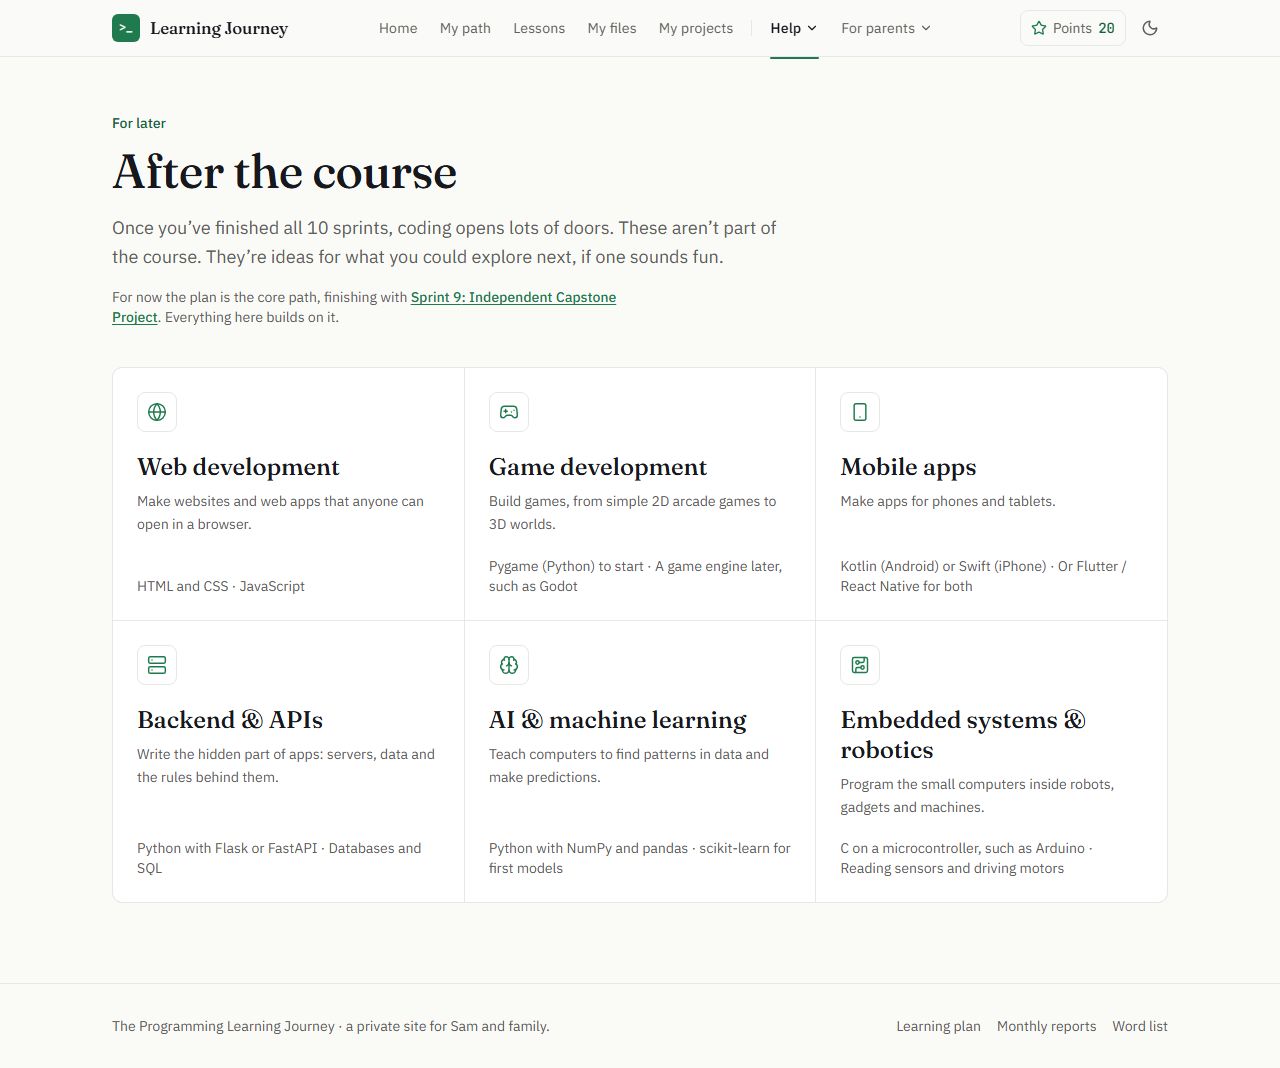 >_ Learning Journey
Home My path Lessons My files My projects Help For parents Points 20
For later
After the course
Once you’ve finished all 10 sprints, coding opens lots of doors. These aren’t part of
the course. They’re ideas for what you could explore next, if one sounds fun.
For now the plan is the core path, finishing with Sprint 9: Independent Capstone
Project. Everything here builds on it.
Web development
Make websites and web apps that anyone can
open in a browser.
HTML and CSS · JavaScript
Game development
Build games, from simple 2D arcade games to
3D worlds.
Pygame (Python) to start · A game engine later,
such as Godot
Mobile apps
Make apps for phones and tablets.
Kotlin (Android) or Swift (iPhone) · Or Flutter /
React Native for both
Backend & APIs
Write the hidden part of apps: servers, data and
the rules behind them.
Python with Flask or FastAPI · Databases and
SQL
AI & machine learning
Teach computers to find patterns in data and
make predictions.
Python with NumPy and pandas · scikit-learn for
first models
Embedded systems &
robotics
Program the small computers inside robots,
gadgets and machines.
C on a microcontroller, such as Arduino ·
Reading sensors and driving motors
The Programming Learning Journey · a private site for Sam and family.
Learning plan Monthly reports Word list